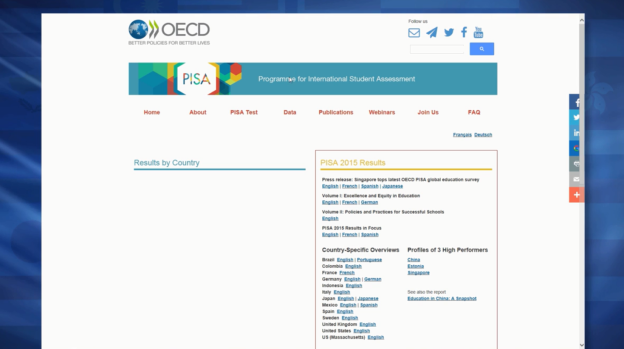 OECD
BETTER POLICIES FOR BETTER LIVES
Follow us
PISA
Programme for International Student Assessment
Home About PISA Test Data Publications Webinars Join Us FAQ
Français Deutsch
Results by Country
PISA 2015 Results
Press release: Singapore tops latest OECD PISA global education survey
English | French | Spanish | Japanese
Volume I: Excellence and Equity in Education
English | French | German
Volume II: Policies and Practices for Successful Schools
English
PISA 2015 Results in Focus
English | French | Spanish
Country-Specific Overviews
Brazil English | Portuguese
Colombia English
France French
Germany English | German
Indonesia English
Italy English
Japan English | Japanese
Mexico English | Spanish
Spain English
Sweden English
United Kingdom English
United States English
US (Massachusetts) English
Profiles of 3 High Performers
China
Estonia
Singapore
See also the report
Education in China: A Snapshot